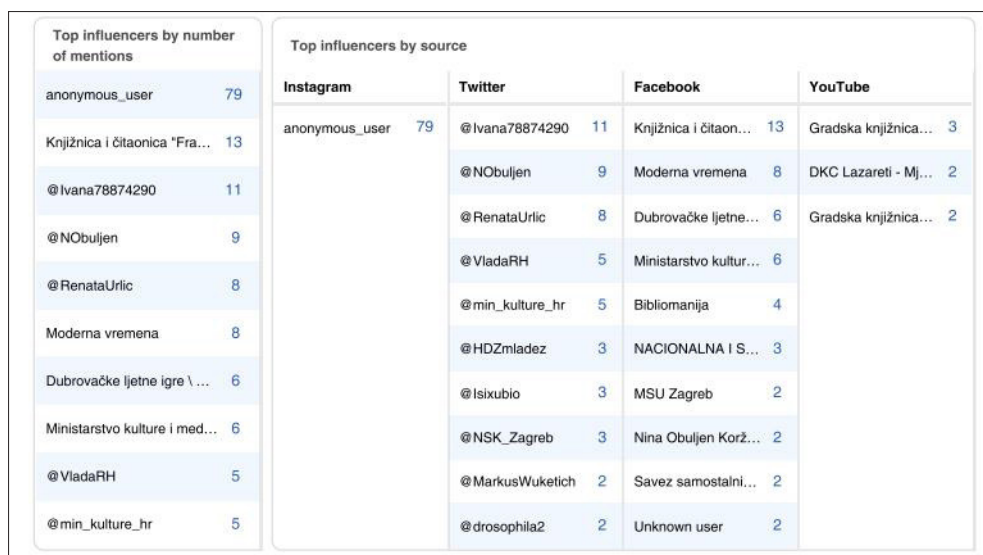 Top influencers by number
of mentions
anonymous_user 79
Knjižnica i čitaonica "Fra... 13
@Ivana78874290 11
@NObuljen 9
@RenataUrlic 8
Moderna vremena 8
Dubrovačke ljetne igre \ ... 6
Ministarstvo kulture i med... 6
@VladaRH 5
@min_kulture_hr 5
Top influencers by source
Instagram Twitter Facebook YouTube
anonymous_user 79 @Ivana78874290 11 Knjižnica i čitaon... 13 Gradska knjižnica... 3
@NObuljen 9 Moderna vremena 8 DKC Lazareti - Mj... 2
@RenataUrlic 8 Dubrovačke ljetne... 6 Gradska knjižnica... 2
@VladaRH 5 Ministarstvo kultur... 6
@min_kulture_hr 5 Bibliomanija 4
@HDZmladez 3 NACIONALNA I S... 3
@Isixubio 3 MSU Zagreb 2
@NSK_Zagreb 3 Nina Obuljen Korž... 2
@MarkusWuketich 2 Savez samostalni... 2
@drosophila2 2 Unknown user 2